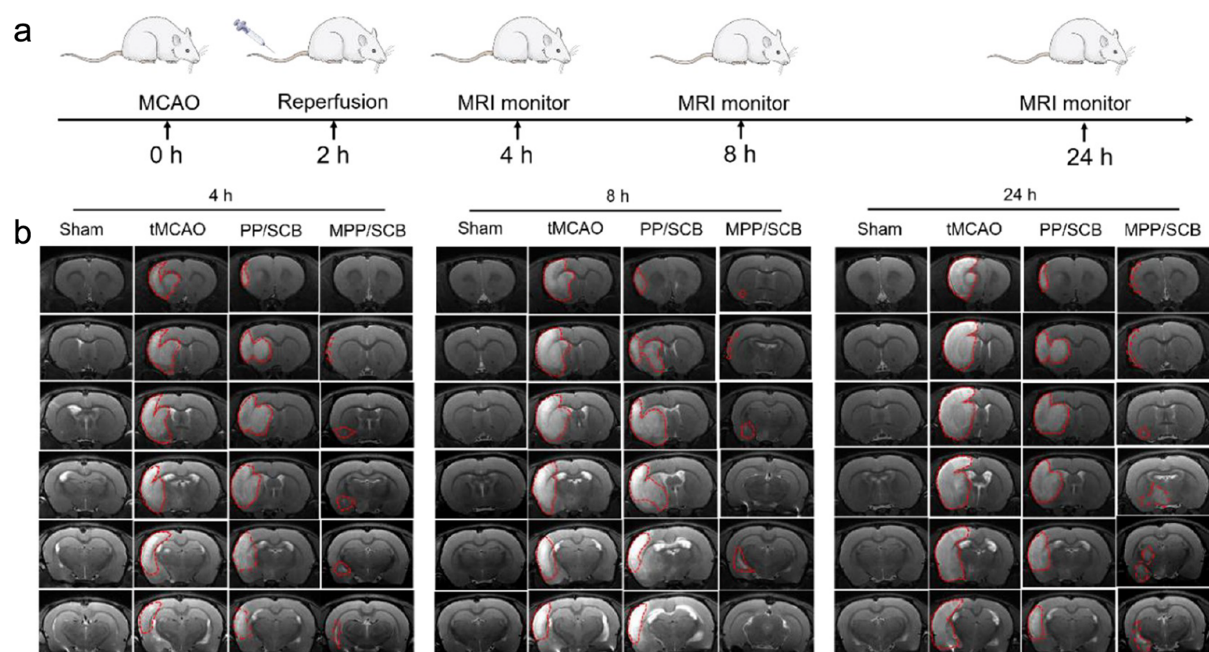 a
MCAO Reperfusion MRI monitor MRI monitor MRI monitor
0 h 2 h 4 h 8 h 24 h
4 h 8 h 24 h
b Sham tMCAO PP/SCB MPP/SCB Sham tMCAO PP/SCB MPP/SCB Sham tMCAO PP/SCB MPP/SCB